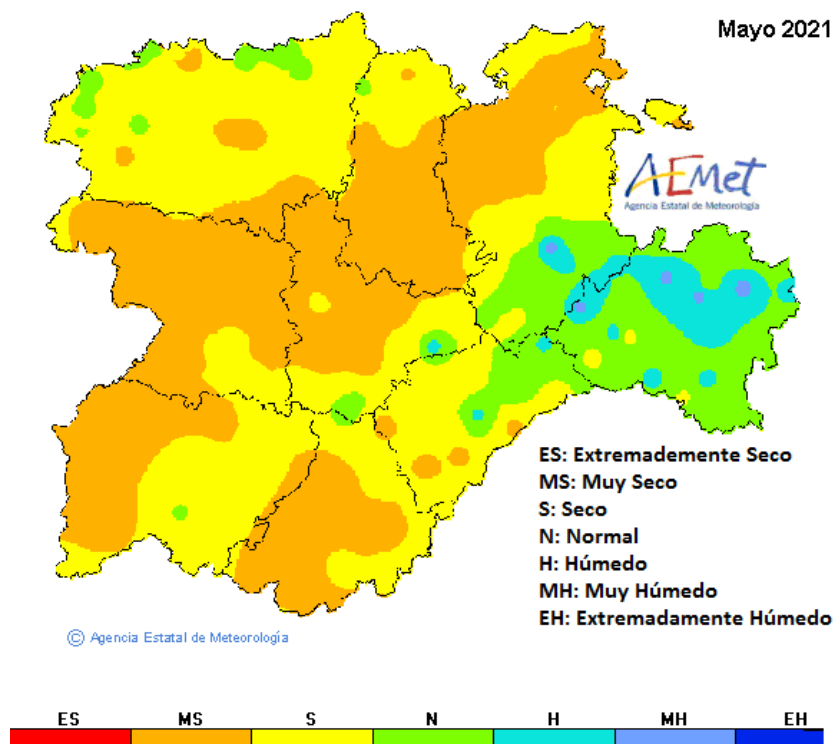 Mayo 2021
AEMet
Agencia Estatal de Meteorología
ES: Extremademente Seco
MS: Muy Seco
S: Seco
N: Normal
H: Húmedo
MH: Muy Húmedo
EH: Extremadamente Húmedo
© Agencia Estatal de Meteorología
ES MS S N H MH EH